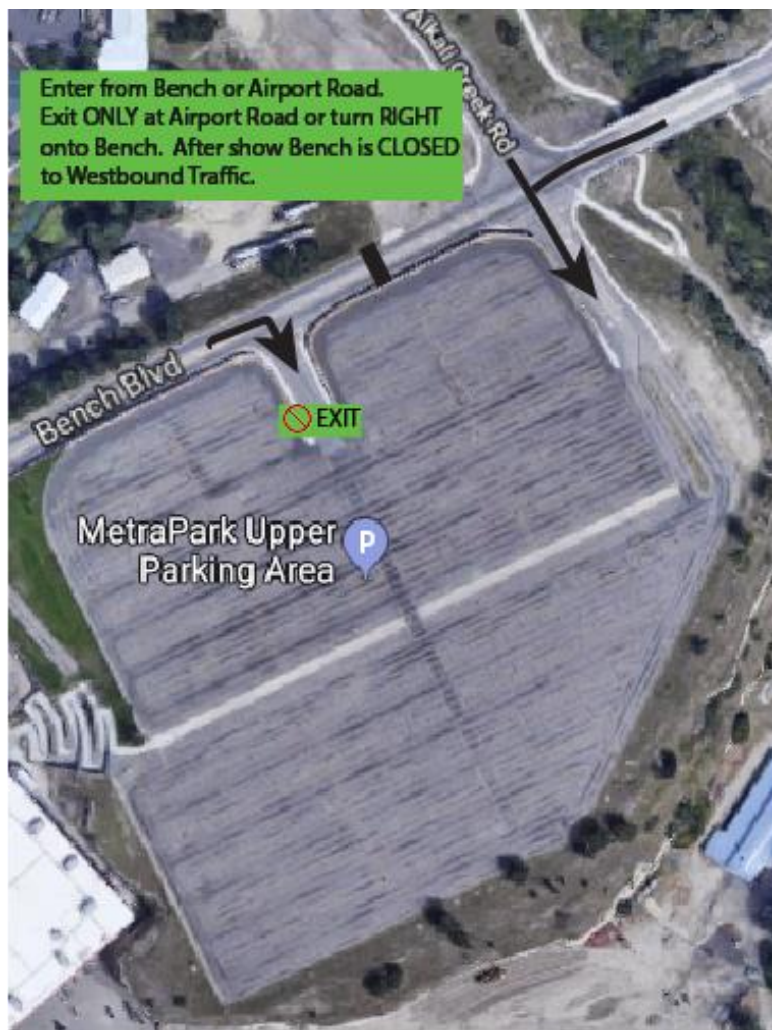 Enter from Bench or Airport Road.
Exit ONLY at Airport Road or turn RIGHT
onto Bench. After show Bench is CLOSED
to Westbound Traffic.
Alkali Creek Rd
Bench Blvd
EXIT
MetraPark Upper
Parking Area
P